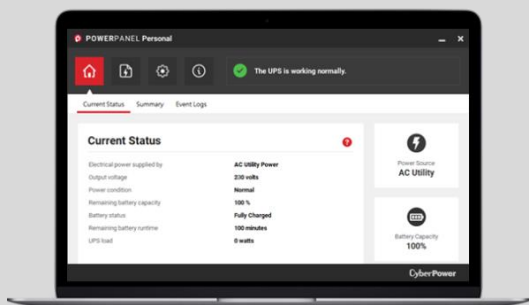 POWERPANEL Personal
The UPS is working normally.
Current Status Summary Event Logs
Current Status
Electrical power supplied by AC Utility Power
Output voltage 230 volts
Power condition Normal
Remaining battery capacity 100 %
Battery status Fully Charged
Remaining battery runtime 100 minutes
UPS load 0 watts
Power Source
AC Utility
Battery Capacity
100%
CyberPower